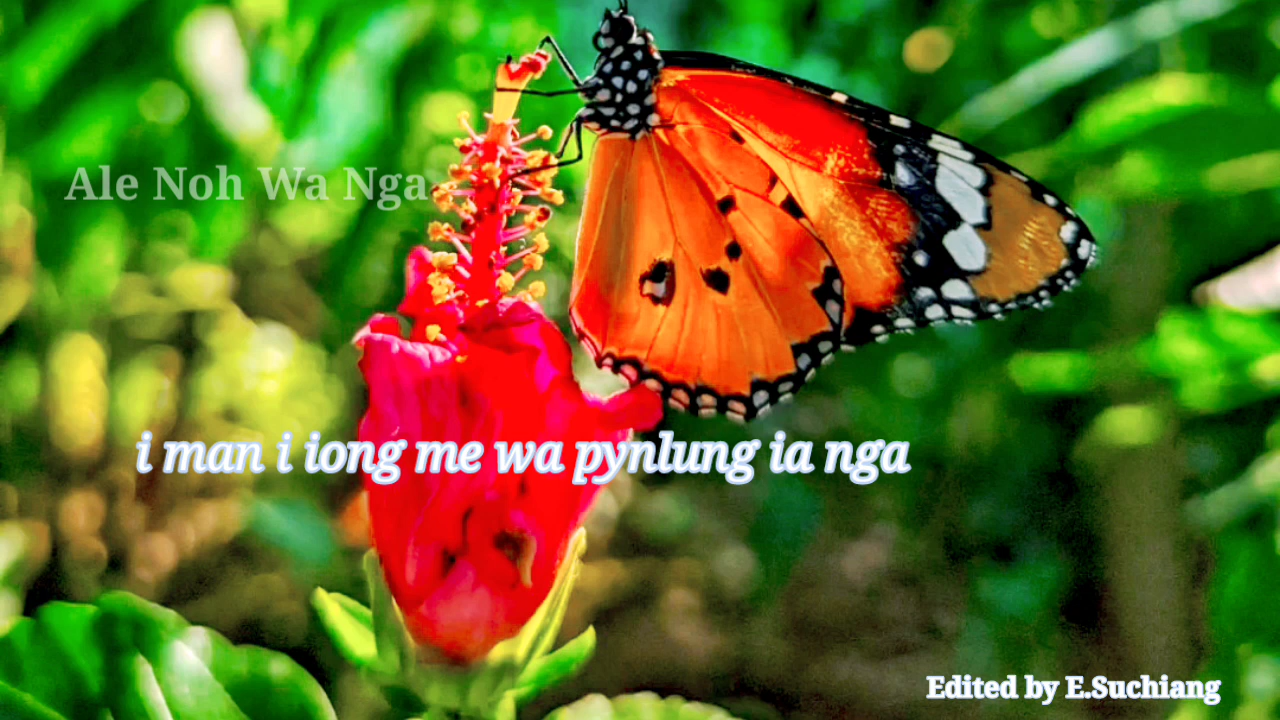 Ale Noh Wa Nga
i man i iong me wa pynlung ia nga
Edited by E.Suchiang